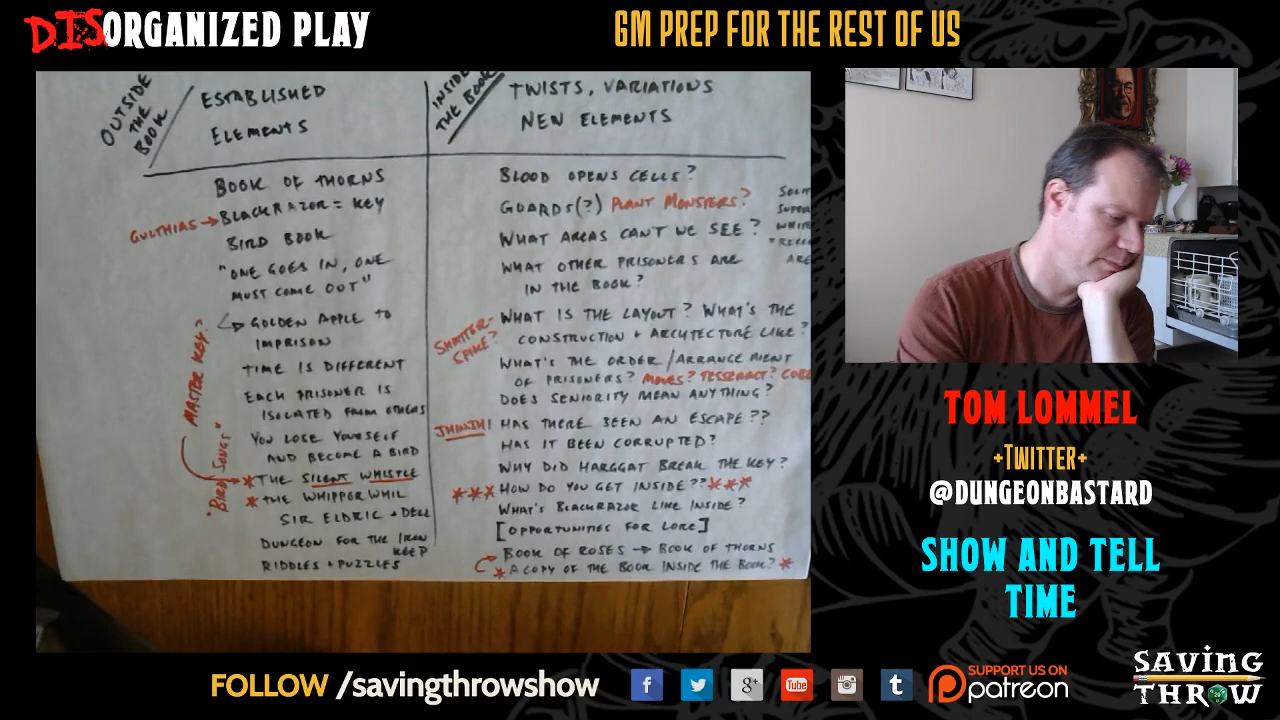 DISORGANIZED PLAY
GM PREP FOR THE REST OF US
OUTSIDE
THE
BOOK
ESTABLISHED
ELEMENTS
BOOK OF THORNS
GULTHIAS → BLACKRAZOR = KEY
BIRD BOOK
"ONE GOES IN, ONE
MUST COME OUT"
GOLDEN APPLE TO
IMPRISON
TIME IS DIFFERENT
EACH PRISONER IS
ISOLATED FROM OTHERS
YOU LOSE YOURSELF
AND BECOME A BIRD
* THE SILENT WHISTLE
* THE WHIPPER WHIL
SIR ELDRIC + DELL
DUNGEON FOR THE IRON
KEEP
RIDDLES + PUZZLES
MASTER KEY?
"BIRD SONGS"
INSIDE
THE BOOK
TWISTS, VARIATIONS
NEW ELEMENTS
BLOOD OPENS CELLS?
GUARDS(?) PLANT MONSTERS?
WHAT AREAS CAN'T WE SEE?
WHAT OTHER PRISONERS ARE
IN THE BOOK?
WHAT IS THE LAYOUT? WHAT'S THE
CONSTRUCTION + ARCHITECTURE LIKE?
SHATTER-
SPIKE?
WHAT'S THE ORDER / ARRANGEMENT
OF PRISONERS? MOVES? TESSERACT?
DOES SENIORITY MEAN ANYTHING?
HAS THERE BEEN AN ESCAPE??
HAS IT BEEN CORRUPTED?
WHY DID HARGGAT BREAK THE KEY?
*** HOW DO YOU GET INSIDE?? ***
WHAT'S BLACKRAZOR LIKE INSIDE?
[OPPORTUNITIES FOR LORE]
BOOK OF ROSES → BOOK OF THORNS
* A COPY OF THE BOOK INSIDE THE BOOK? *
ARE
TOM LOMMEL
+TWITTER+
@DUNGEONBASTARD
SHOW AND TELL
TIME
FOLLOW /savingthrowshow
f
g+
You Tube
t
SUPPORT US ON
patreon
SAVING
THROW